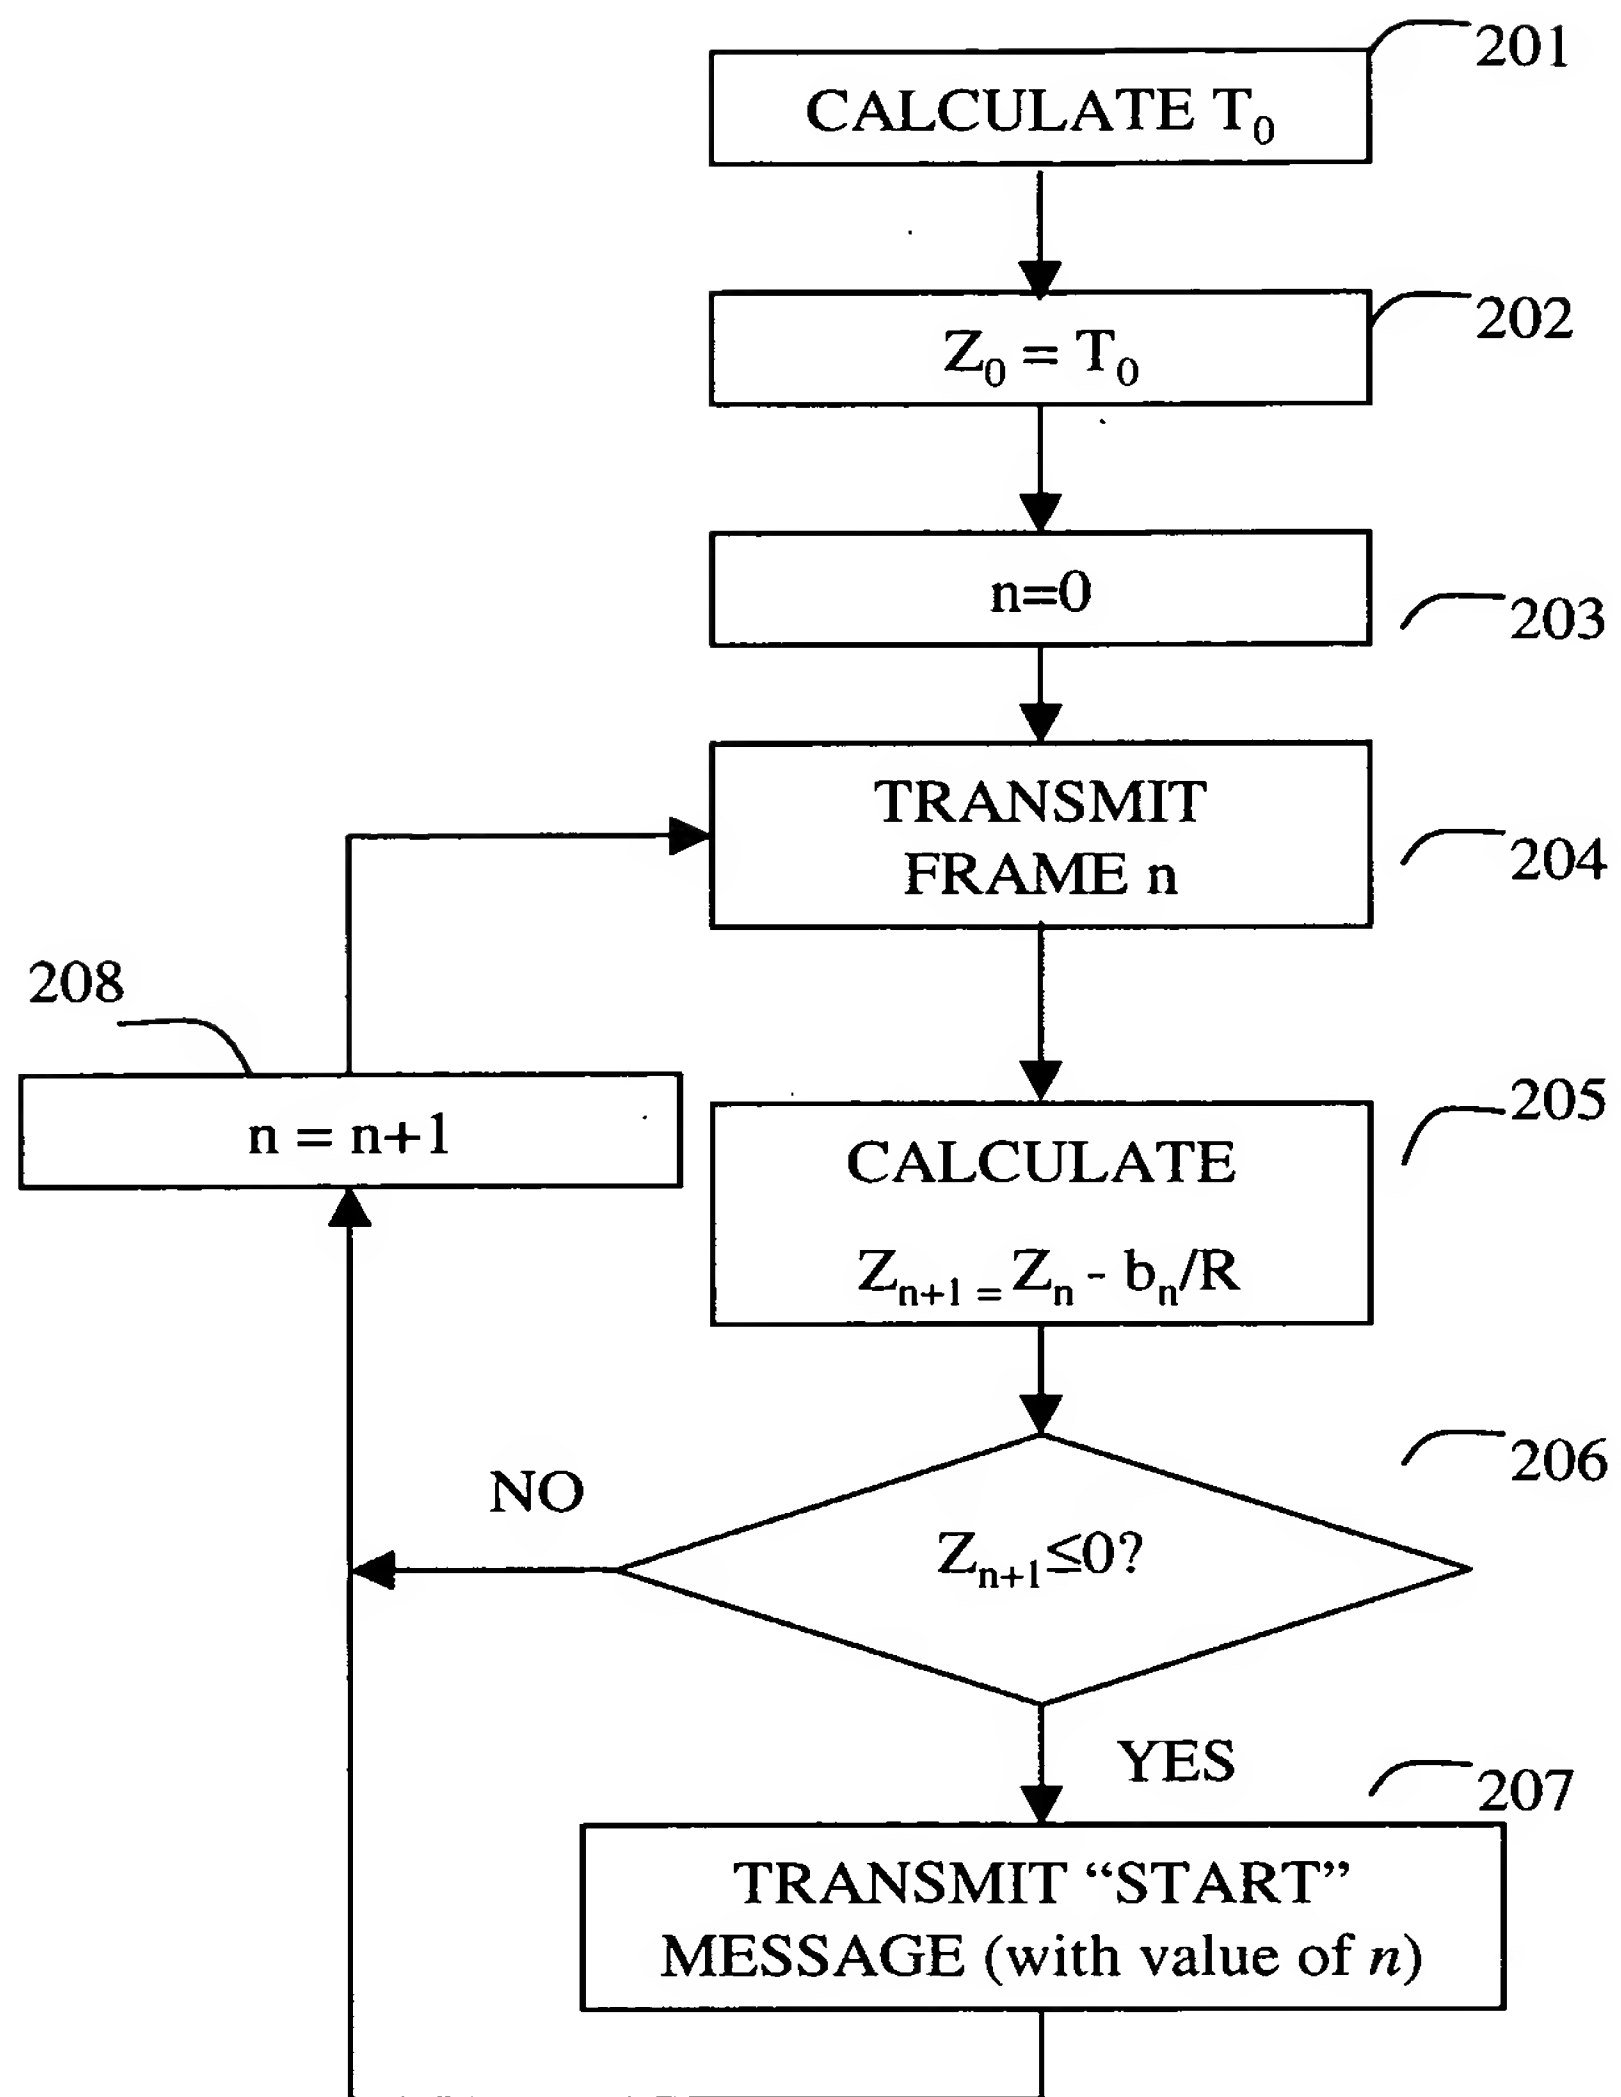 201
CALCULATE T₀
202
Z₀ = T₀
n=0
203
TRANSMIT
FRAME n
204
208
n = n+1
205
CALCULATE
Zₙ₊₁ = Zₙ - bₙ/R
206
NO
Zₙ₊₁≤0?
YES
207
TRANSMIT “START”
MESSAGE (with value of n)